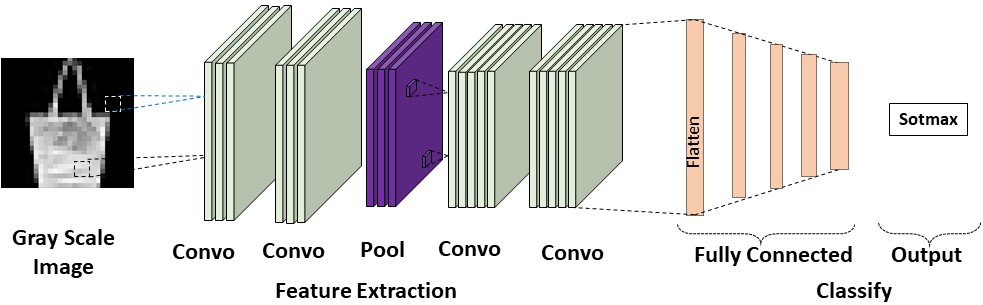 Flatten
Sotmax
Gray Scale
Image
Convo
Convo
Pool
Convo
Convo
Fully Connected
Output
Feature Extraction
Classify